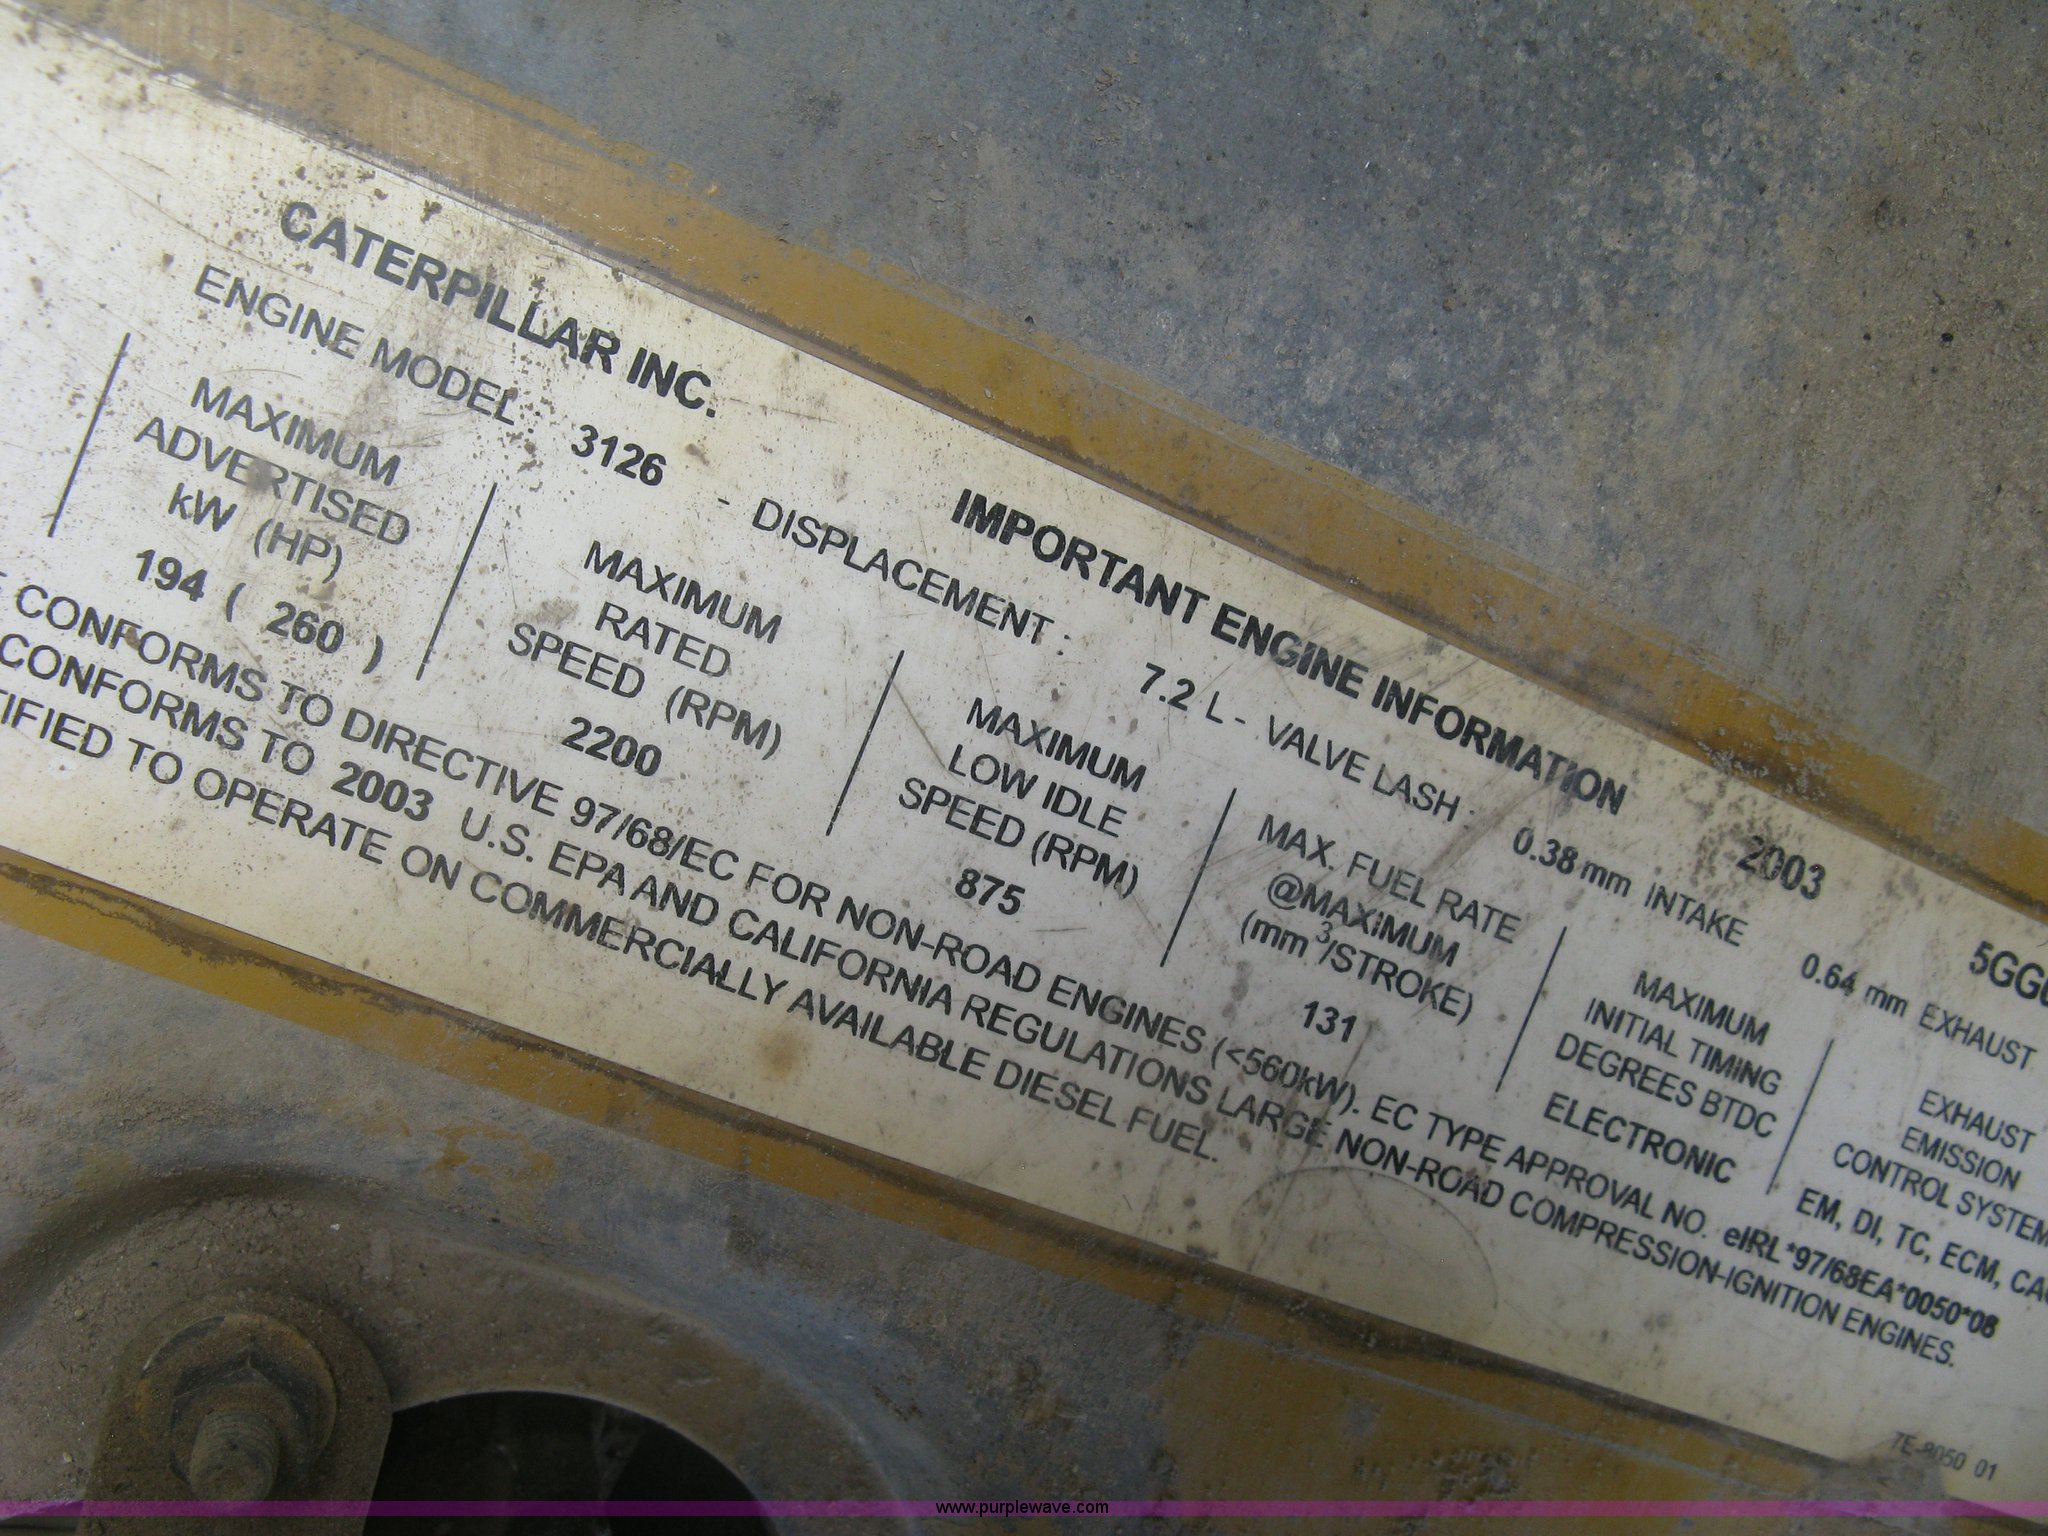 CATERPILLAR INC. IMPORTANT ENGINE INFORMATION 2003
ENGINE MODEL : 3126 - DISPLACEMENT : 7.2 L - VALVE LASH : 0.38 mm INTAKE 0.64 mm EXHAUST
MAXIMUM
ADVERTISED
kW (HP)
194 ( 260 )
MAXIMUM
RATED
SPEED (RPM)
2200
MAXIMUM
LOW IDLE
SPEED (RPM)
875
MAX. FUEL RATE
@MAXIMUM
(mm³/STROKE)
131
MAXIMUM
INITIAL TIMING
DEGREES BTDC
ELECTRONIC
EXHAUST
EMISSION
CONTROL SYSTEM
EM, DI, TC, ECM,
CONFORMS TO DIRECTIVE 97/68/EC FOR NON-ROAD ENGINES (<560kW). EC TYPE APPROVAL NO. eIRL*97/68EA*0050*08
CONFORMS TO 2003 U.S. EPA AND CALIFORNIA REGULATIONS LARGE NON-ROAD COMPRESSION-IGNITION ENGINES.
TO OPERATE ON COMMERCIALLY AVAILABLE DIESEL FUEL.
7E-8050 01
www.purplewave.com